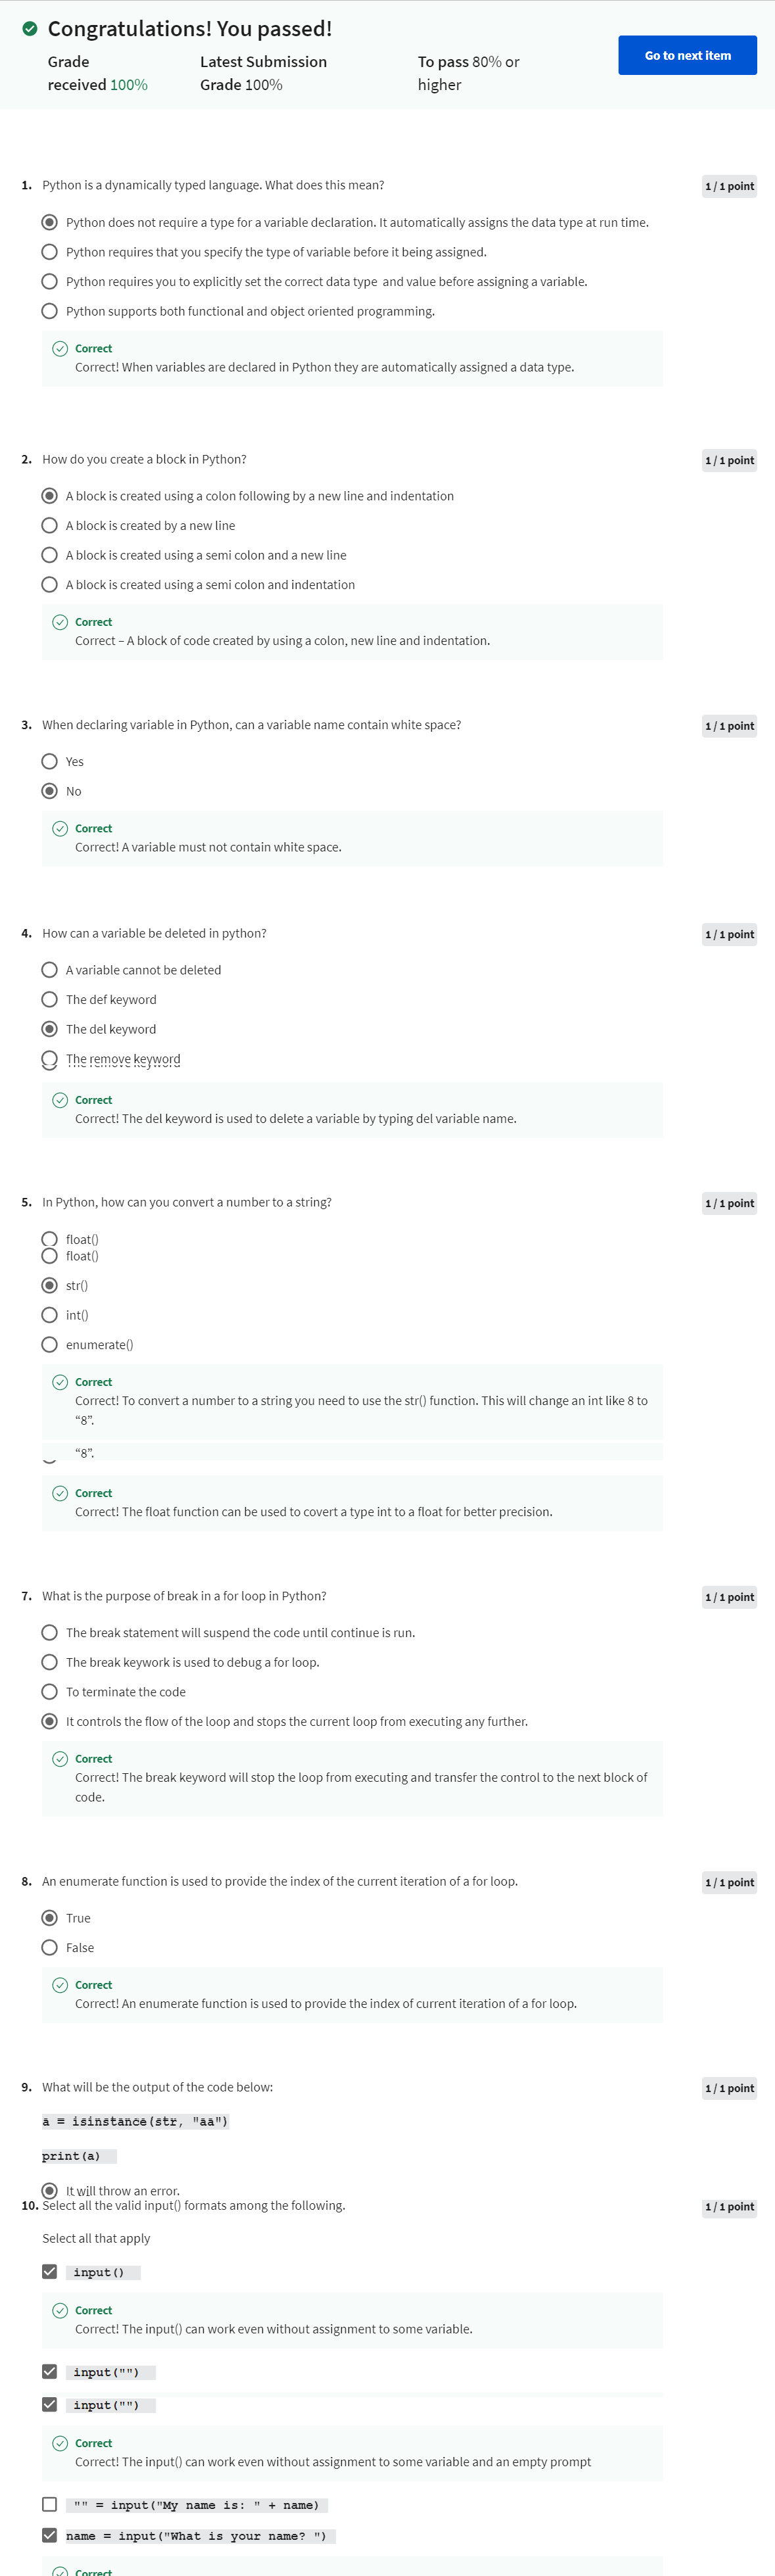 Congratulations! You passed!
Grade received 100%
Latest Submission Grade 100%
To pass 80% or higher
Go to next item
1. Python is a dynamically typed language. What does this mean?
1 / 1 point
Python does not require a type for a variable declaration. It automatically assigns the data type at run time.
Python requires that you specify the type of variable before it being assigned.
Python requires you to explicitly set the correct data type and value before assigning a variable.
Python supports both functional and object oriented programming.
Correct
Correct! When variables are declared in Python they are automatically assigned a data type.
2. How do you create a block in Python?
1 / 1 point
A block is created using a colon following by a new line and indentation
A block is created by a new line
A block is created using a semi colon and a new line
A block is created using a semi colon and indentation
Correct
Correct – A block of code created by using a colon, new line and indentation.
3. When declaring variable in Python, can a variable name contain white space?
1 / 1 point
Yes
No
Correct
Correct! A variable must not contain white space.
4. How can a variable be deleted in python?
1 / 1 point
A variable cannot be deleted
The def keyword
The del keyword
The remove keyword
Correct
Correct! The del keyword is used to delete a variable by typing del variable name.
5. In Python, how can you convert a number to a string?
1 / 1 point
float()
float()
str()
int()
enumerate()
Correct
Correct! To convert a number to a string you need to use the str() function. This will change an int like 8 to
“8”.
“8”.
Correct
Correct! The float function can be used to covert a type int to a float for better precision.
7. What is the purpose of break in a for loop in Python?
1 / 1 point
The break statement will suspend the code until continue is run.
The break keywork is used to debug a for loop.
To terminate the code
It controls the flow of the loop and stops the current loop from executing any further.
Correct
Correct! The break keyword will stop the loop from executing and transfer the control to the next block of
code.
8. An enumerate function is used to provide the index of the current iteration of a for loop.
1 / 1 point
True
False
Correct
Correct! An enumerate function is used to provide the index of current iteration of a for loop.
9. What will be the output of the code below:
1 / 1 point
a = isinstance(str, "aa")
print(a)
It will throw an error.
10. Select all the valid input() formats among the following.
1 / 1 point
Select all that apply
input()
Correct
Correct! The input() can work even without assignment to some variable.
input("")
input("")
Correct
Correct! The input() can work even without assignment to some variable and an empty prompt
"" = input("My name is: " + name)
name = input("What is your name? ")
Correct